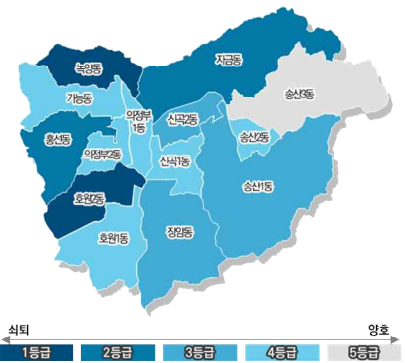 녹양동
자금동
가능동
송산3동
의정부
1동
신곡2동
흥선동
송산2동
의정부2동
신곡1동
송산1동
호원2동
장암동
호원1동
쇠퇴
양호
1등급
2등급
3등급
4등급
5등급